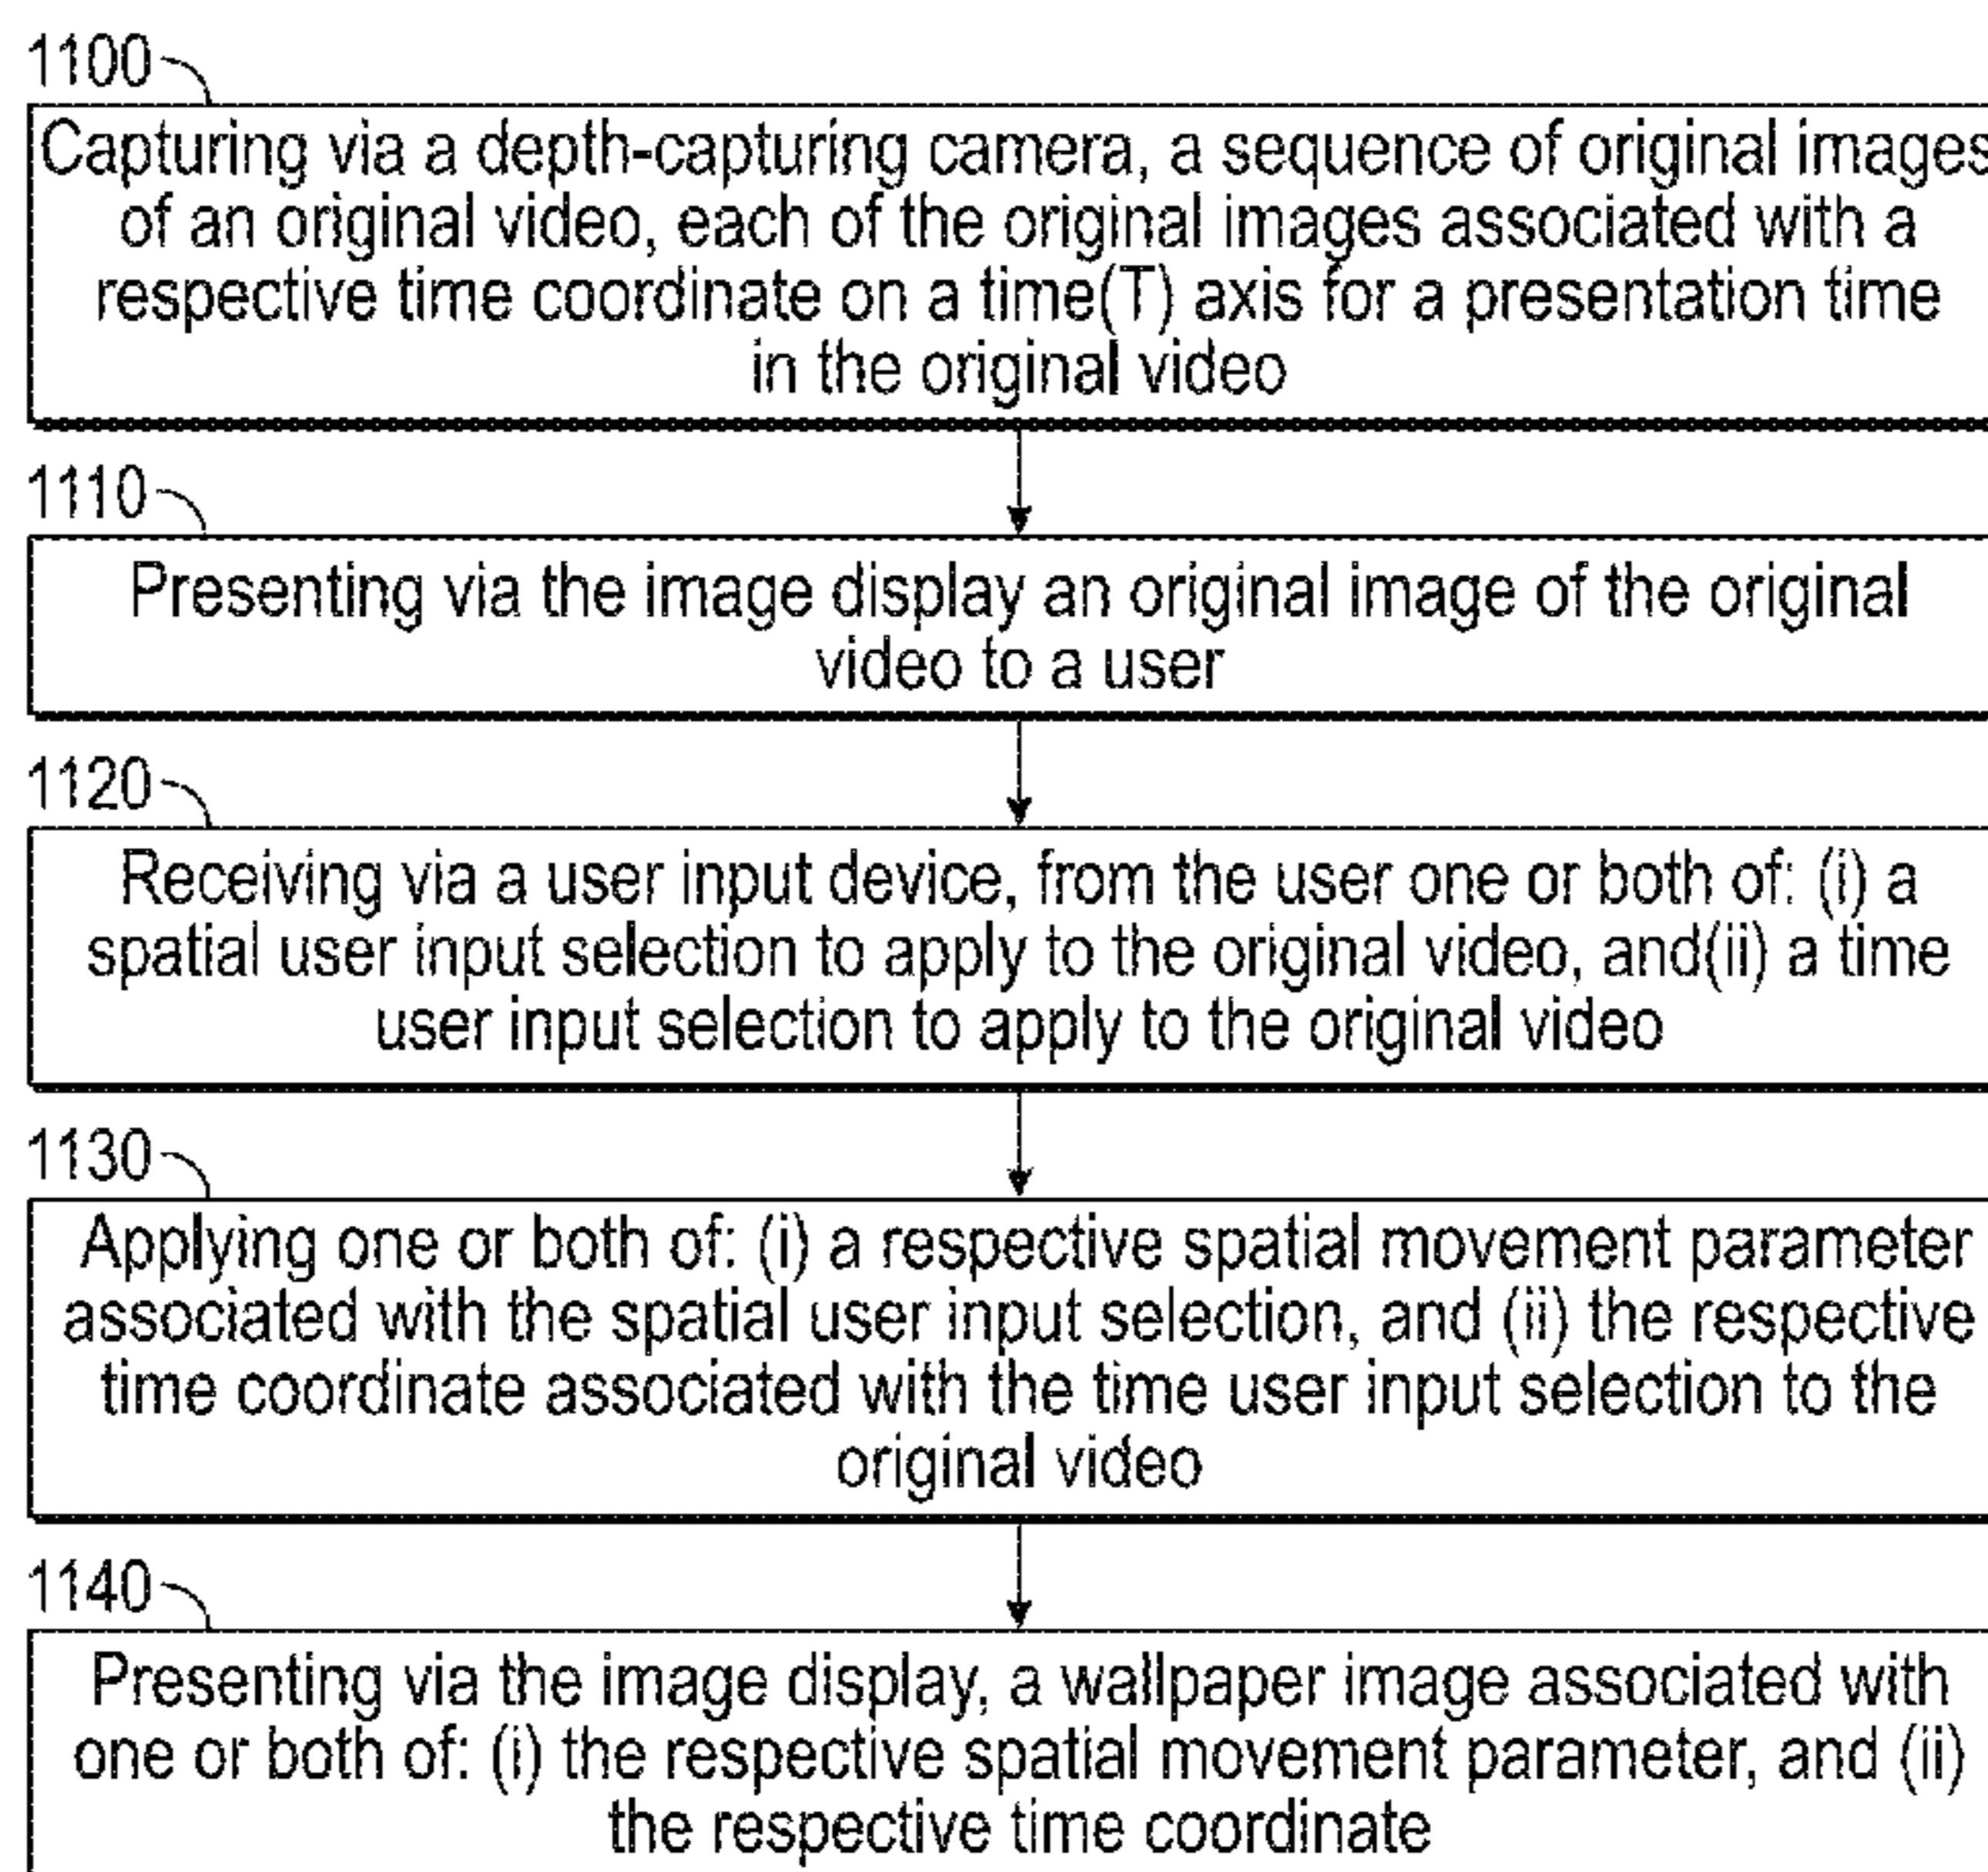 1100
Capturing via a depth-capturing camera, a sequence of original images
of an original video, each of the original images associated with a
respective time coordinate on a time(T) axis for a presentation time
in the original video
1110
Presenting via the image display an original image of the original
video to a user
1120
Receiving via a user input device, from the user one or both of: (i) a
spatial user input selection to apply to the original video, and(ii) a time
user input selection to apply to the original video
1130
Applying one or both of: (i) a respective spatial movement parameter
associated with the spatial user input selection, and (ii) the respective
time coordinate associated with the time user input selection to the
original video
1140
Presenting via the image display, a wallpaper image associated with
one or both of: (i) the respective spatial movement parameter, and (ii)
the respective time coordinate